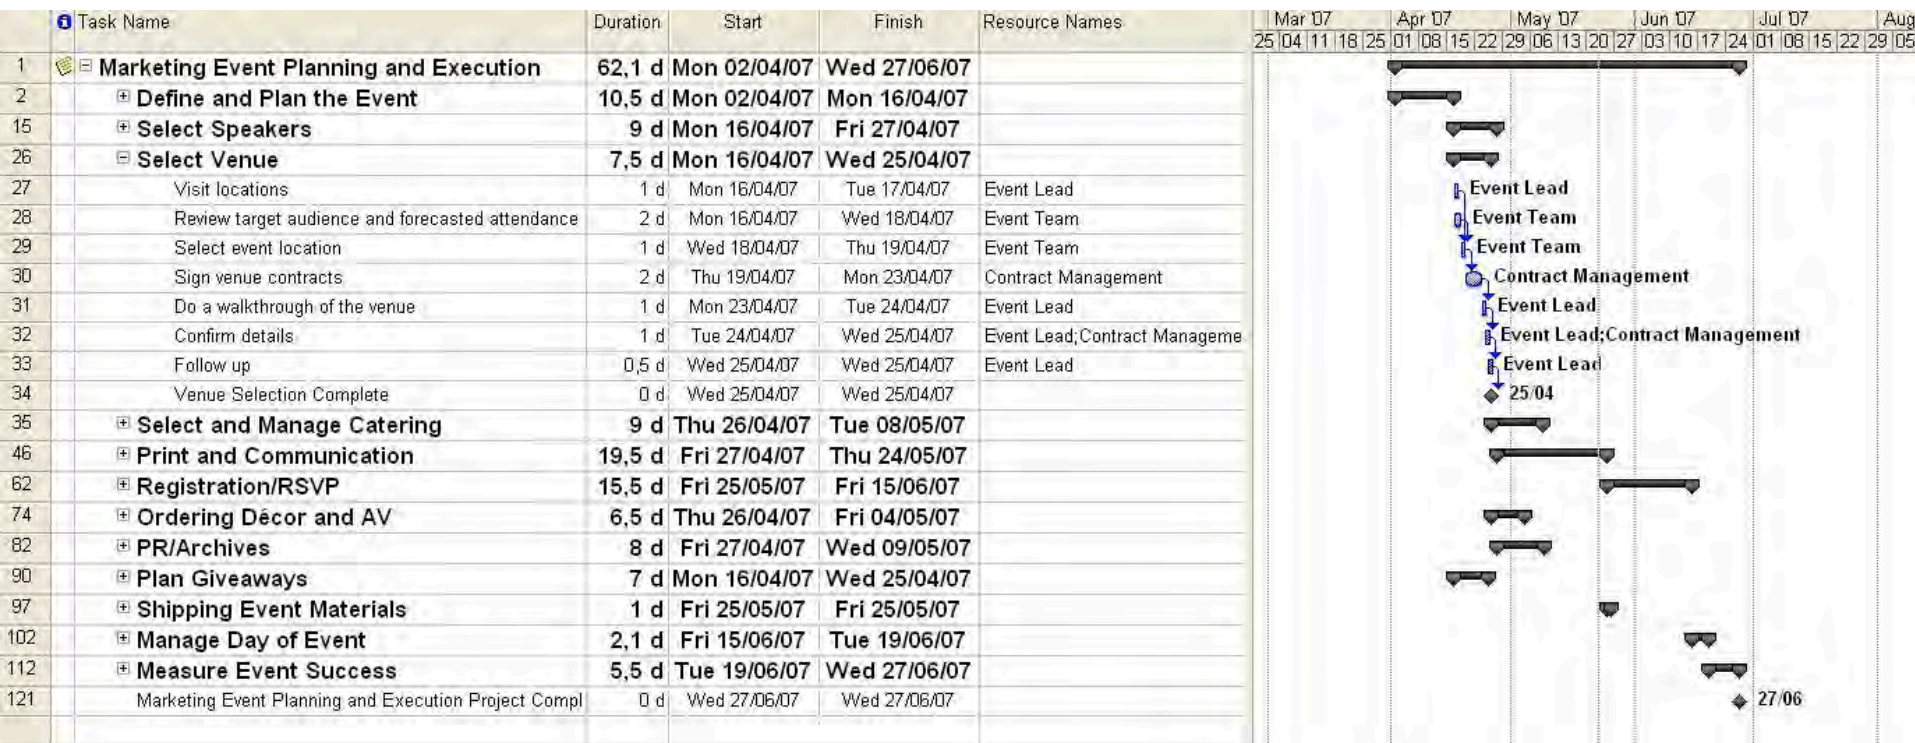 Task Name Duration Start Finish Resource Names Mar '07 Apr '07 May '07 Jun '07 Jul '07 Aug
25 04 11 18 25 01 08 15 22 29 06 13 20 27 03 10 17 24 01 08 15 22 29 05
1 Marketing Event Planning and Execution 62,1 d Mon 02/04/07 Wed 27/06/07
2 Define and Plan the Event 10,5 d Mon 02/04/07 Mon 16/04/07
15 Select Speakers 9 d Mon 16/04/07 Fri 27/04/07
26 Select Venue 7,5 d Mon 16/04/07 Wed 25/04/07
27 Visit locations 1 d Mon 16/04/07 Tue 17/04/07 Event Lead Event Lead
28 Review target audience and forecasted attendance 2 d Mon 16/04/07 Wed 18/04/07 Event Team Event Team
29 Select event location 1 d Wed 18/04/07 Thu 19/04/07 Event Team Event Team
30 Sign venue contracts 2 d Thu 19/04/07 Mon 23/04/07 Contract Management Contract Management
31 Do a walkthrough of the venue 1 d Mon 23/04/07 Tue 24/04/07 Event Lead Event Lead
32 Confirm details 1 d Tue 24/04/07 Wed 25/04/07 Event Lead;Contract Manageme Event Lead;Contract Management
33 Follow up 0,5 d Wed 25/04/07 Wed 25/04/07 Event Lead Event Lead
34 Venue Selection Complete 0 d Wed 25/04/07 Wed 25/04/07 25/04
35 Select and Manage Catering 9 d Thu 26/04/07 Tue 08/05/07
46 Print and Communication 19,5 d Fri 27/04/07 Thu 24/05/07
62 Registration/RSVP 15,5 d Fri 25/05/07 Fri 15/06/07
74 Ordering Décor and AV 6,5 d Thu 26/04/07 Fri 04/05/07
82 PR/Archives 8 d Fri 27/04/07 Wed 09/05/07
90 Plan Giveaways 7 d Mon 16/04/07 Wed 25/04/07
97 Shipping Event Materials 1 d Fri 25/05/07 Fri 25/05/07
102 Manage Day of Event 2,1 d Fri 15/06/07 Tue 19/06/07
112 Measure Event Success 5,5 d Tue 19/06/07 Wed 27/06/07
121 Marketing Event Planning and Execution Project Compl 0 d Wed 27/06/07 Wed 27/06/07 27/06